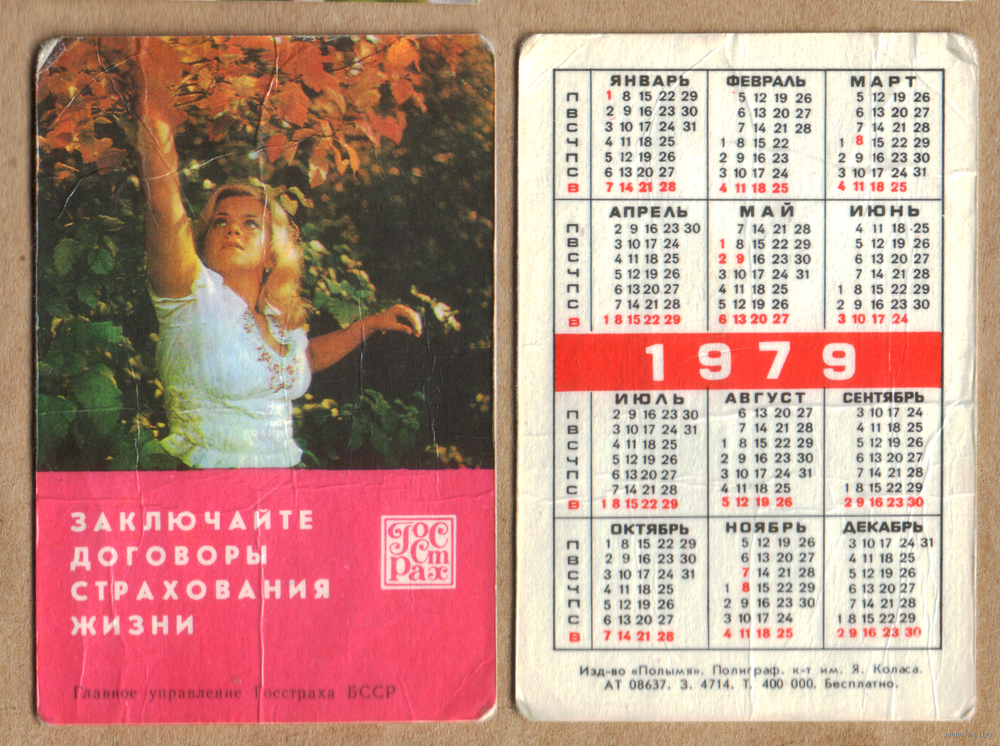 ЗАКЛЮЧАЙТЕ
ДОГОВОРЫ
СТРАХОВАНИЯ
ЖИЗНИ
ГОС
СТ
РАХ
Главное управление Госстраха БССР
ЯНВАРЬ ФЕВРАЛЬ МАРТ
П 1 8 15 22 29 5 12 19 26 5 12 19 26
В 2 9 16 23 30 6 13 20 27 6 13 20 27
С 3 10 17 24 31 7 14 21 28 7 14 21 28
Ч 4 11 18 25 1 8 15 22 1 8 15 22 29
П 5 12 19 26 2 9 16 23 2 9 16 23 30
С 6 13 20 27 3 10 17 24 3 10 17 24 31
В 7 14 21 28 4 11 18 25 4 11 18 25
АПРЕЛЬ МАЙ ИЮНЬ
П 2 9 16 23 30 7 14 21 28 4 11 18 25
В 3 10 17 24 1 8 15 22 29 5 12 19 26
С 4 11 18 25 2 9 16 23 30 6 13 20 27
Ч 5 12 19 26 3 10 17 24 31 7 14 21 28
П 6 13 20 27 4 11 18 25 1 8 15 22 29
С 7 14 21 28 5 12 19 26 2 9 16 23 30
В 1 8 15 22 29 6 13 20 27 3 10 17 24
1979
ИЮЛЬ АВГУСТ СЕНТЯБРЬ
П 2 9 16 23 30 6 13 20 27 3 10 17 24
В 3 10 17 24 31 7 14 21 28 4 11 18 25
С 4 11 18 25 1 8 15 22 29 5 12 19 26
Ч 5 12 19 26 2 9 16 23 30 6 13 20 27
П 6 13 20 27 3 10 17 24 31 7 14 21 28
С 7 14 21 28 4 11 18 25 1 8 15 22 29
В 1 8 15 22 29 5 12 19 26 2 9 16 23 30
ОКТЯБРЬ НОЯБРЬ ДЕКАБРЬ
П 1 8 15 22 29 5 12 19 26 3 10 17 24 31
В 2 9 16 23 30 6 13 20 27 4 11 18 25
С 3 10 17 24 31 7 14 21 28 5 12 19 26
Ч 4 11 18 25 1 8 15 22 29 6 13 20 27
П 5 12 19 26 2 9 16 23 30 7 14 21 28
С 6 13 20 27 3 10 17 24 1 8 15 22 29
В 7 14 21 28 4 11 18 25 2 9 16 23 30
Изд-во «Полымя». Полиграф. к-т им. Я. Коласа.
АТ 08637. З. 4714. Т. 400 000. Бесплатно.